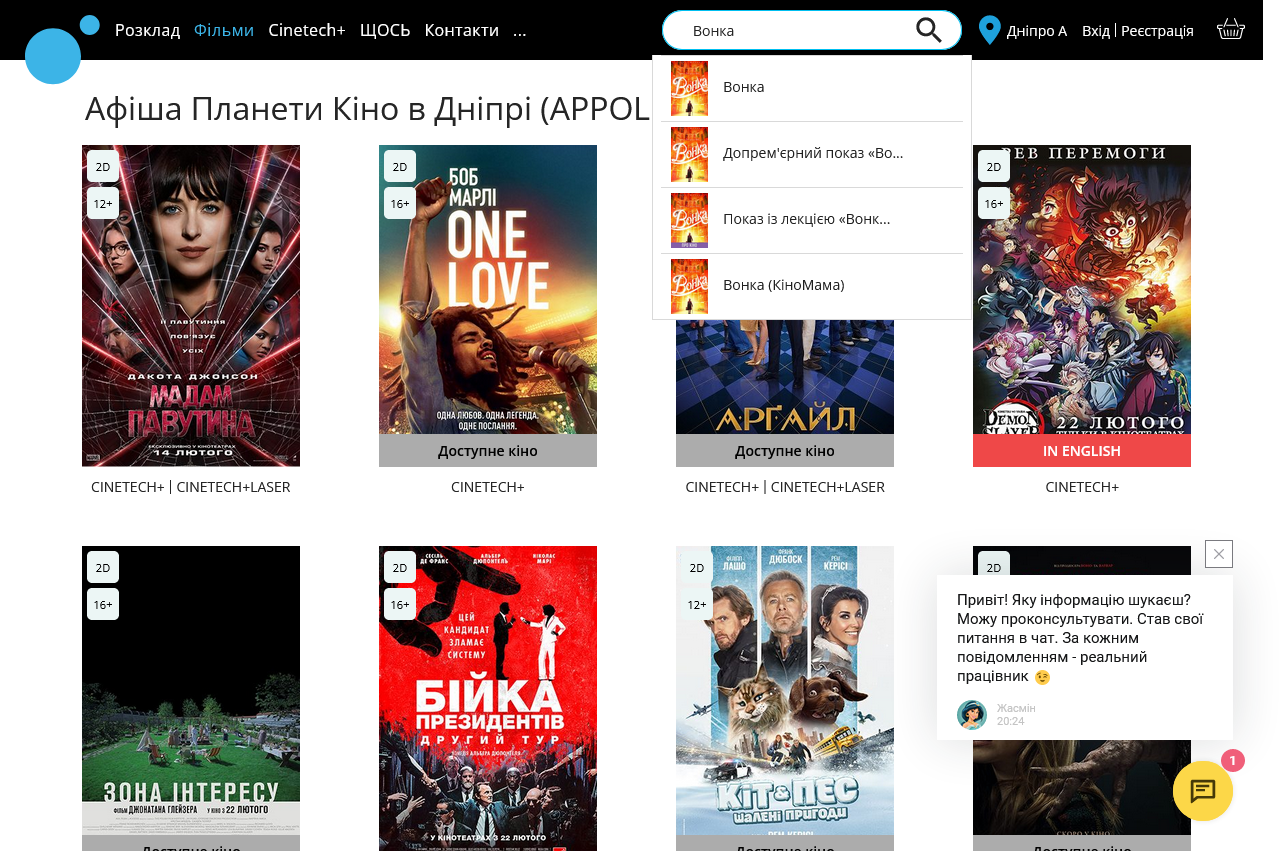 Розклад Фільми Cinetech+ ЩОСЬ Контакти ...
Вонка
Дніпро А Вхід | Реєстрація
Афіша Планети Кіно в Дніпрі (APPOL
Вонка
Допрем'єрний показ «Во...
Показ із лекцією «Вонк...
Вонка (КіноМама)
2D
12+
ЇЇ ПАВУТИННЯ
ПОВ'ЯЗУЄ
УСІХ
ДАКОТА ДЖОНСОН
МАДАМ
ПАВУТИНА
ЕКСКЛЮЗИВНО У КІНОТЕАТРАХ
14 ЛЮТОГО
CINETECH+ | CINETECH+LASER
2D
16+
БОБ
МАРЛІ
ONE
LOVE
ОДНА ЛЮБОВ. ОДНА ЛЕГЕНДА.
ОДНЕ ПОСЛАННЯ.
Доступне кіно
CINETECH+
АРҐАЙЛ
Доступне кіно
CINETECH+ | CINETECH+LASER
РЕВ ПЕРЕМОГИ
2D
16+
DEMON
SLAYER
22 ЛЮТОГО
IN ENGLISH
CINETECH+
2D
16+
ЗОНА ІНТЕРЕСУ
ФІЛЬМ ДЖОНАТАНА ГЛЕЙЗЕРА У КІНО З 22 ЛЮТОГО
Доступне кіно
2D
16+
СЕСІЛЬ
ДЕ ФРАНС
АЛЬБЕР
ДЮПОНТЕЛЬ
НІКОЛАС
МАРІ
ЦЕЙ
КАНДИДАТ
ЗЛАМАЄ
СИСТЕМУ
БІЙКА
ПРЕЗИДЕНТІВ
ДРУГИЙ ТУР
КОМЕДІЯ АЛЬБЕРА ДЮПОНТЕЛЯ
У КІНОТЕАТРАХ З 22 ЛЮТОГО
2D
12+
ФІЛІПП
ЛАШО
ФРАНК
ДЮБОСК
РЕМ
КЕРІСІ
КІТ&ПЕС
ШАЛЕНІ ПРИГОДИ
РЕМ КЕРІСІ
Доступне кіно
2D
СКОРО У КІНО
Доступне кіно
Привіт! Яку інформацію шукаєш?
Можу проконсультувати. Став свої
питання в чат. За кожним
повідомленням - реальний
працівник 😉
Жасмін
20:24
1